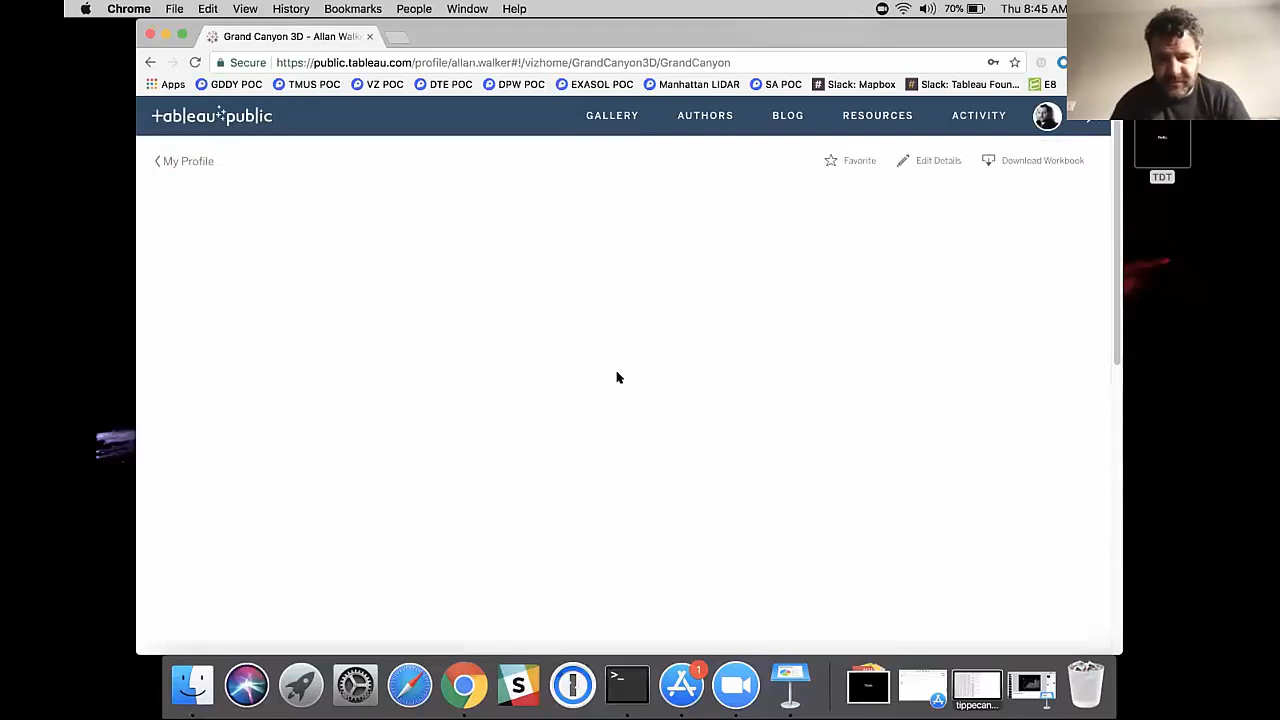 Chrome File Edit View History Bookmarks People Window Help 70% Thu 8:45 AM
Grand Canyon 3D - Allan Walk
Secure https://public.tableau.com/profile/allan.walker#!/vizhome/GrandCanyon3D/GrandCanyon
Apps GDDY POC TMUS POC VZ POC DTE POC DPW POC EXASOL POC Manhattan LIDAR SA POC Slack: Mapbox Slack: Tableau Foun... E8
+ableau+public GALLERY AUTHORS BLOG RESOURCES ACTIVITY
My Profile Favorite Edit Details Download Workbook
TDT
1
tippecan...